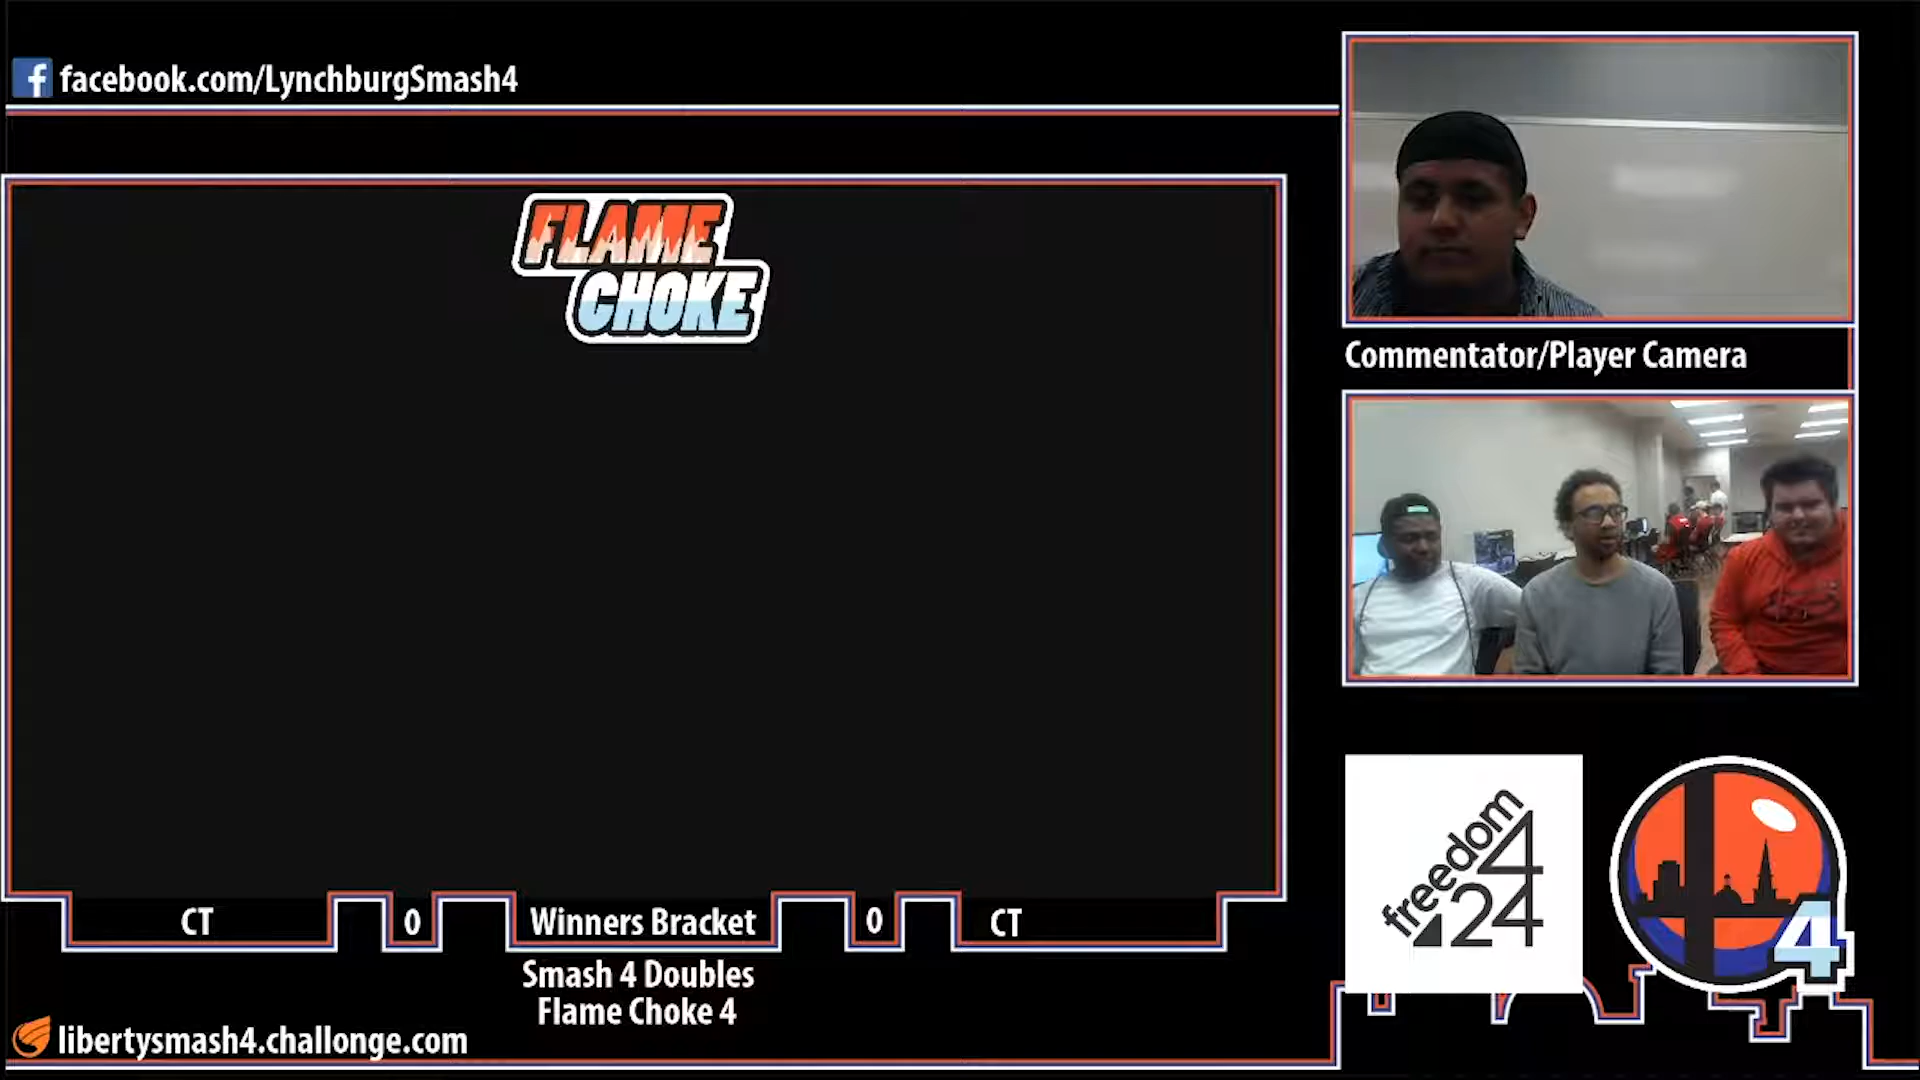 facebook.com/LynchburgSmash4
FLAME
CHOKE
Commentator/Player Camera
CT
0
Winners Bracket
0
CT
Smash 4 Doubles
Flame Choke 4
libertysmash4.challonge.com
freedom
4
24
4